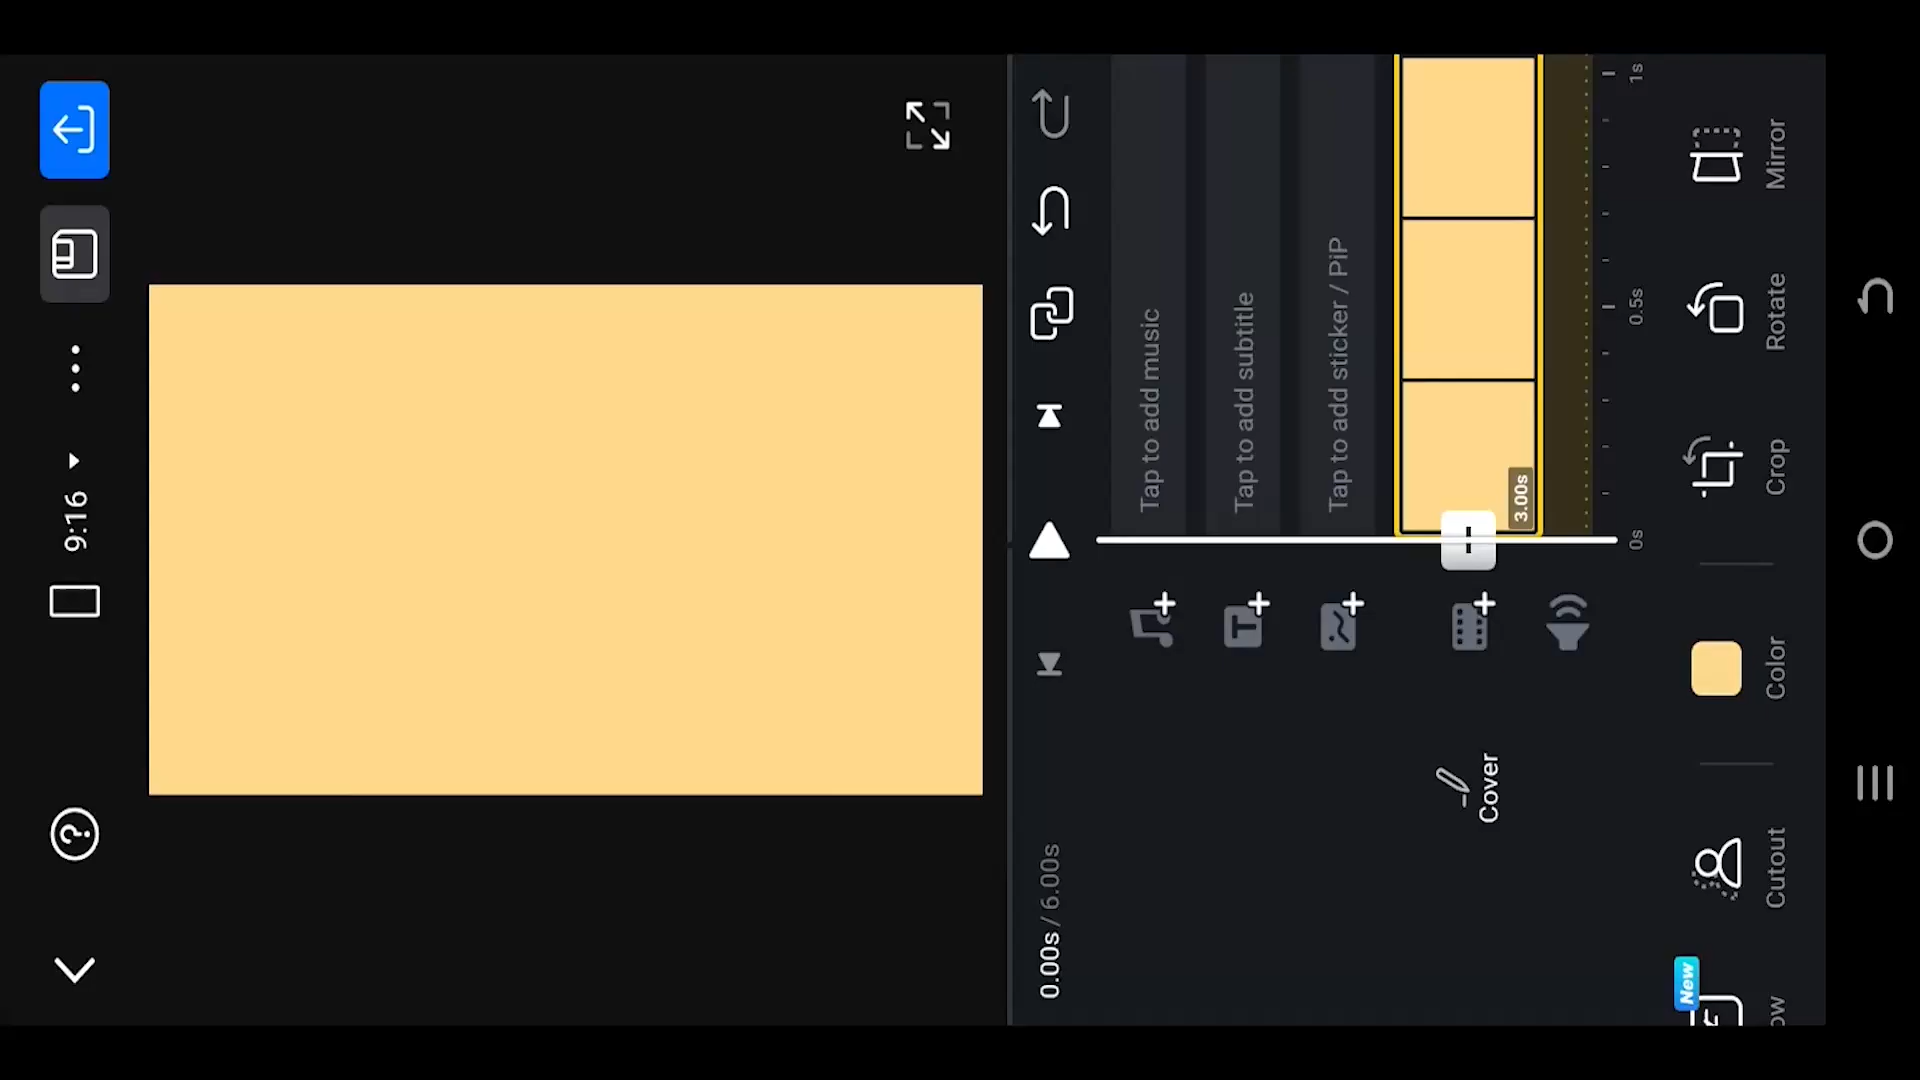 9:16
0.00s / 6.00s
Tap to add music
Tap to add subtitle
Tap to add sticker / PiP
Cover
3.00s
0s
0.5s
1s
New
Cutout
Color
Crop
Rotate
Mirror